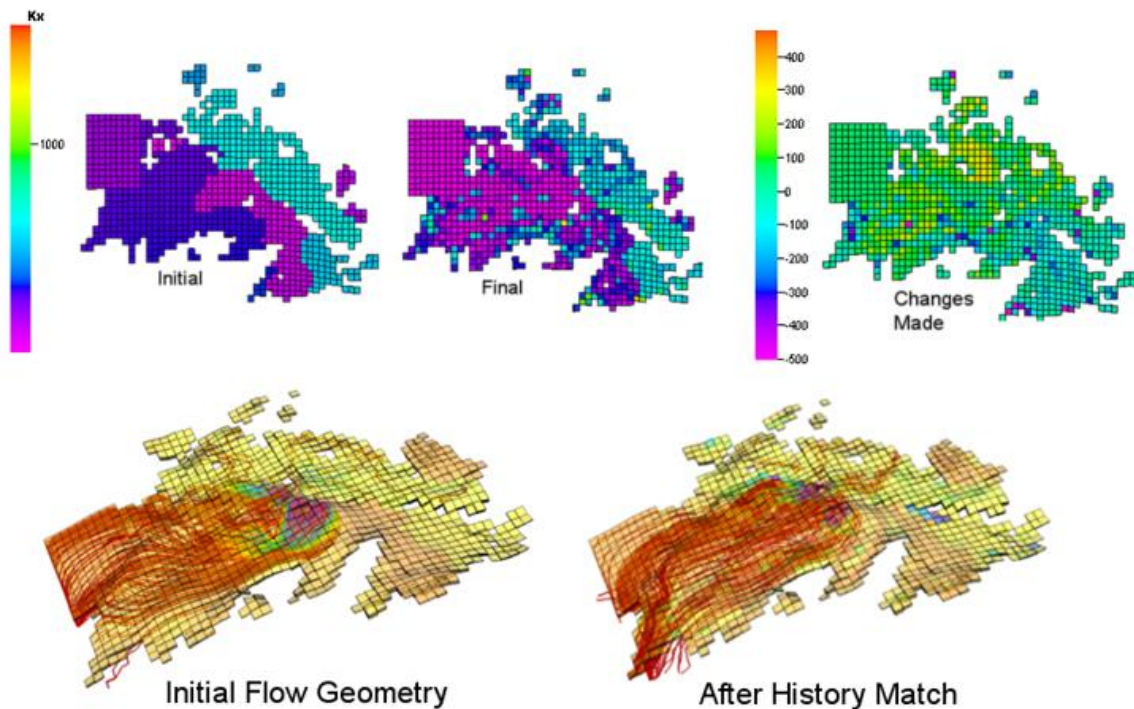 Kx
1000
Initial
Final
400
300
200
100
0
-100
-200
-300
-400
-500
Changes
Made
Initial Flow Geometry
After History Match